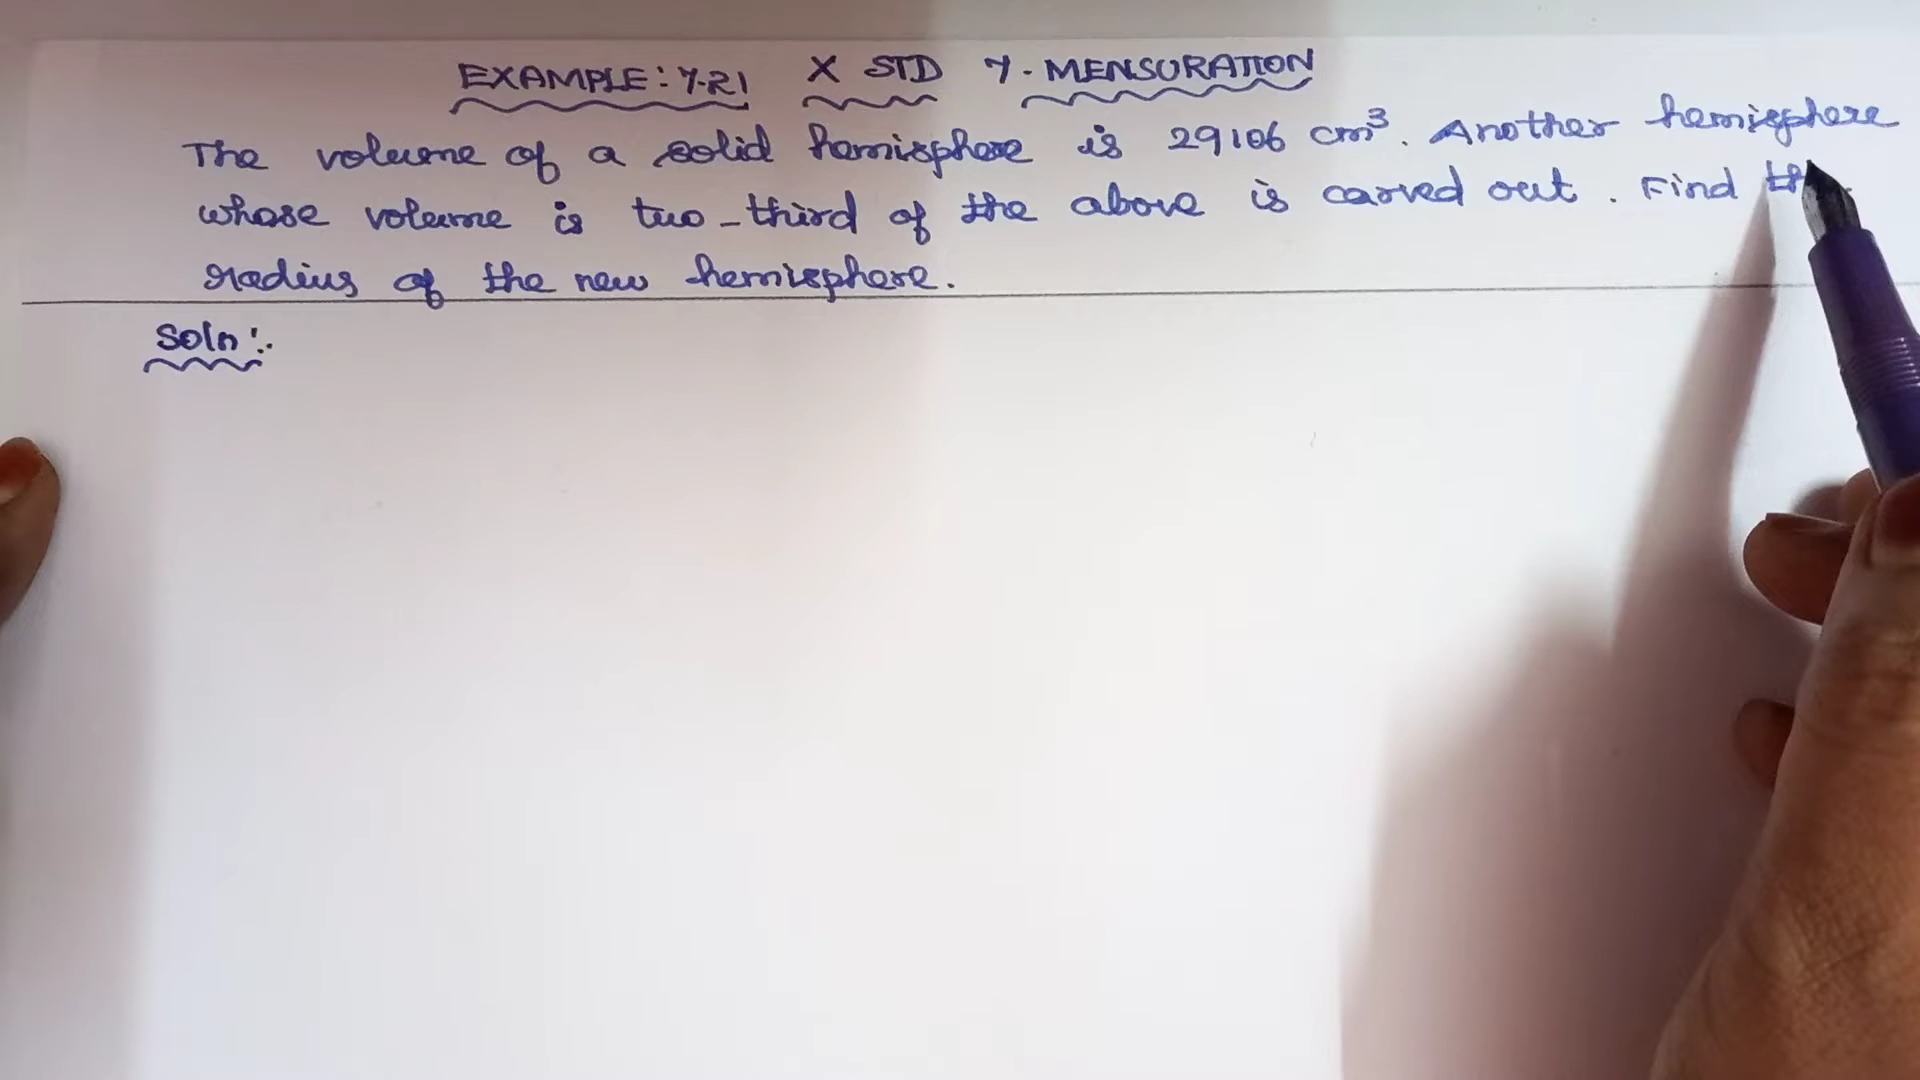 EXAMPLE: 7.21 X STD 7. MENSURATION
The volume of a solid hemisphere is 29106 cm³. Another hemisphere
whose volume is two-third of the above is carved out. Find
radius of the new hemisphere.
Soln: